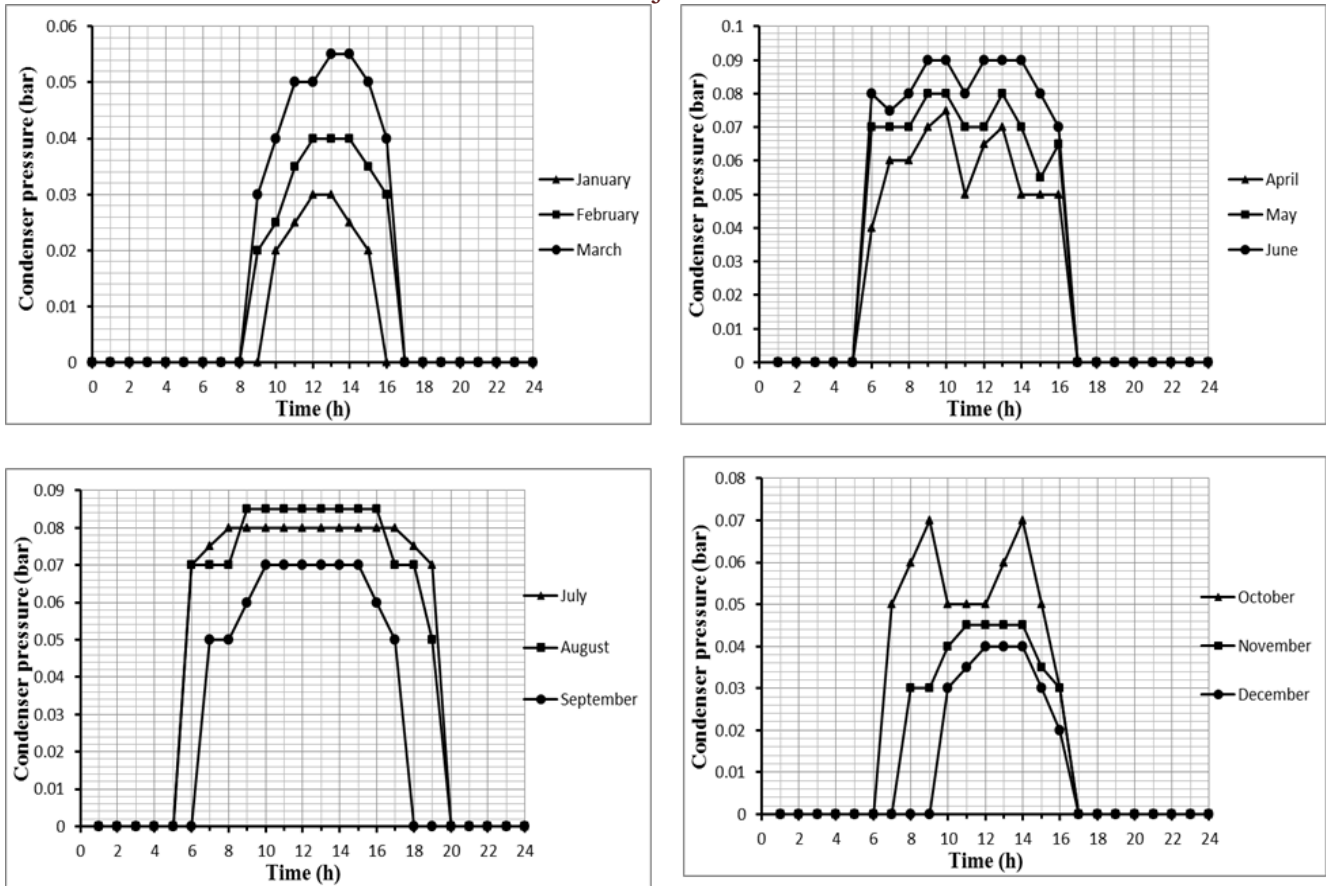 0.06
0.05
0.04
0.03
0.02
0.01
0
Condenser pressure (bar)
0 2 4 6 8 10 12 14 16 18 20 22 24
Time (h)
January
February
March
0.1
0.09
0.08
0.07
0.06
0.05
0.04
0.03
0.02
0.01
0
Condenser pressure (bar)
0 2 4 6 8 10 12 14 16 18 20 22 24
Time (h)
April
May
June
0.09
0.08
0.07
0.06
0.05
0.04
0.03
0.02
0.01
0
Condenser pressure (bar)
0 2 4 6 8 10 12 14 16 18 20 22 24
Time (h)
July
August
September
0.08
0.07
0.06
0.05
0.04
0.03
0.02
0.01
0
Condenser pressure (bar)
0 2 4 6 8 10 12 14 16 18 20 22 24
Time (h)
October
November
December